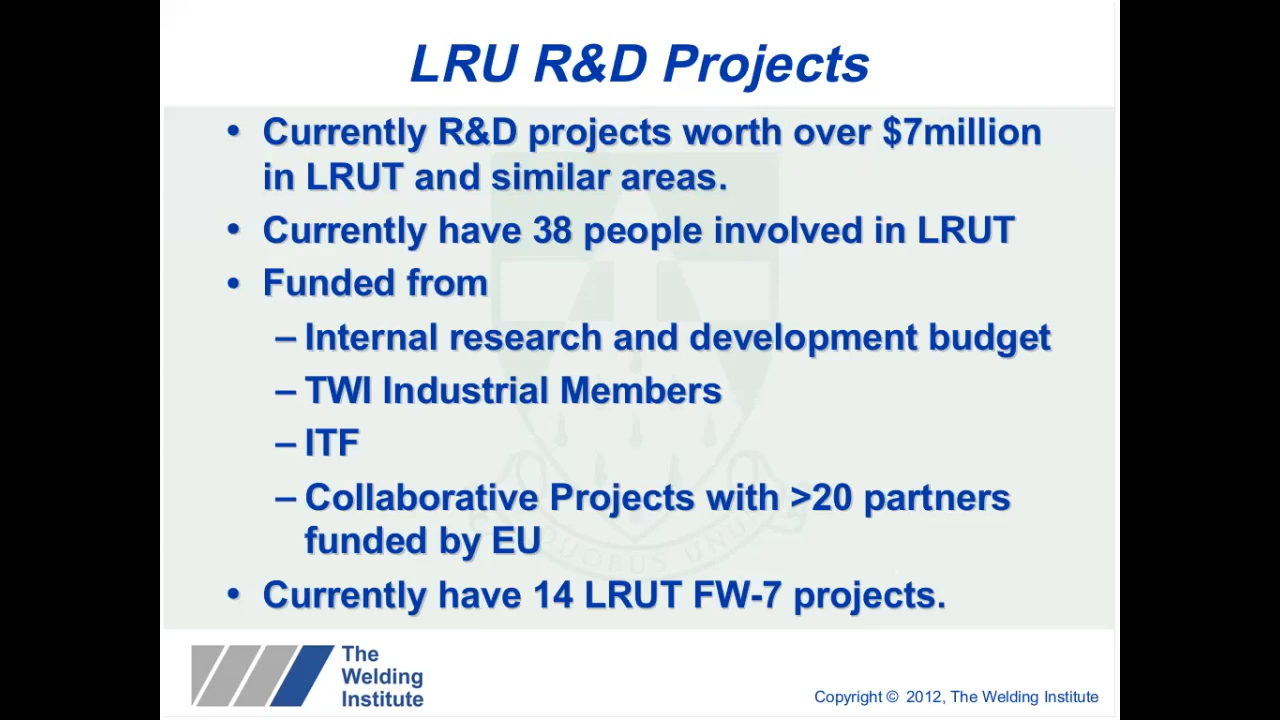 LRU R&D Projects
• Currently R&D projects worth over $7million
in LRUT and similar areas.
• Currently have 38 people involved in LRUT
• Funded from
– Internal research and development budget
– TWI Industrial Members
– ITF
– Collaborative Projects with >20 partners
funded by EU
QUOBUS UNUM
• Currently have 14 LRUT FW-7 projects.
The
Welding
Institute
Copyright © 2012, The Welding Institute